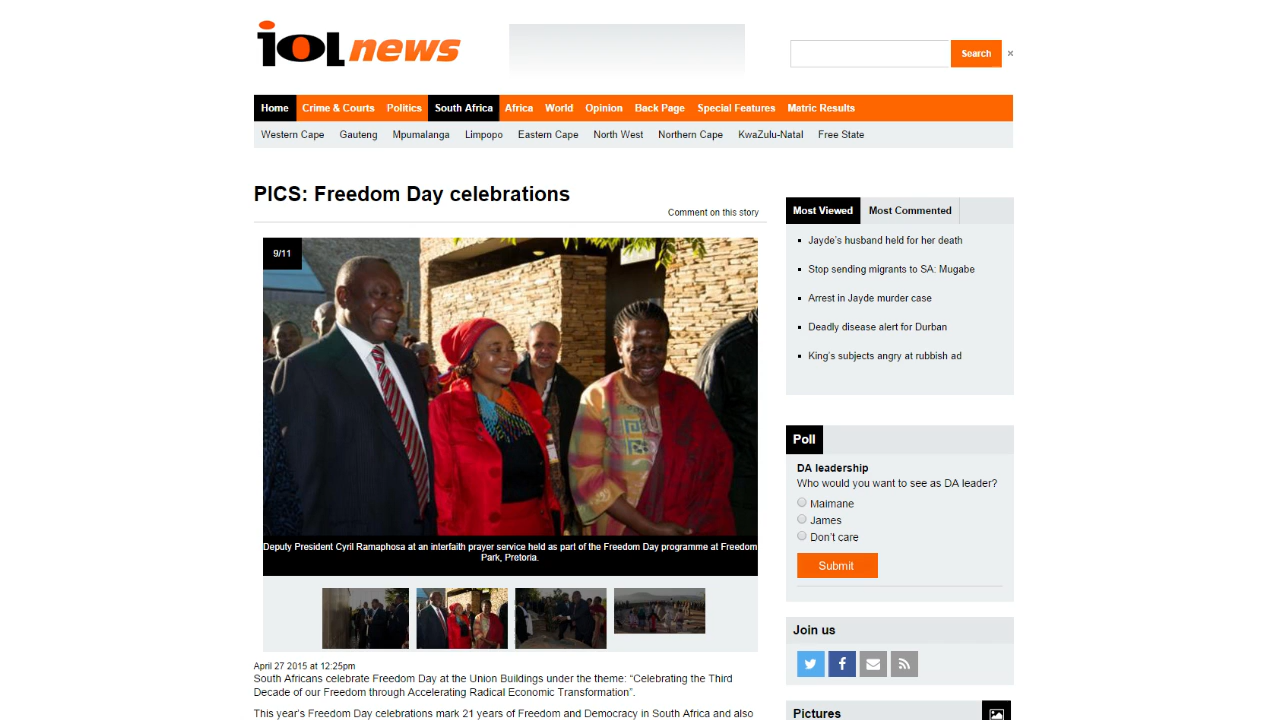 iOL news
Search
×
Home Crime & Courts Politics South Africa Africa World Opinion Back Page Special Features Matric Results
Western Cape Gauteng Mpumalanga Limpopo Eastern Cape North West Northern Cape KwaZulu-Natal Free State
PICS: Freedom Day celebrations
Comment on this story
9/11
Deputy President Cyril Ramaphosa at an interfaith prayer service held as part of the Freedom Day programme at Freedom
Park, Pretoria.
April 27 2015 at 12:25pm
South Africans celebrate Freedom Day at the Union Buildings under the theme: “Celebrating the Third
Decade of our Freedom through Accelerating Radical Economic Transformation”.
This year’s Freedom Day celebrations mark 21 years of Freedom and Democracy in South Africa and also
Most Viewed Most Commented
Jayde’s husband held for her death
Stop sending migrants to SA: Mugabe
Arrest in Jayde murder case
Deadly disease alert for Durban
King’s subjects angry at rubbish ad
Poll
DA leadership
Who would you want to see as DA leader?
Maimane
James
Don’t care
Submit
Join us
Pictures